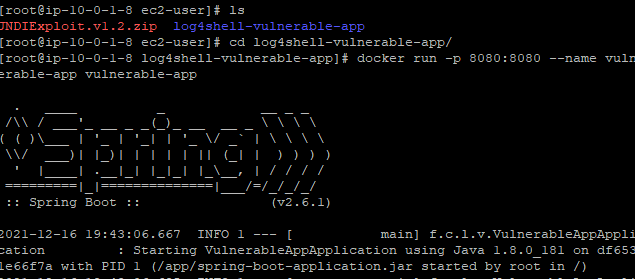 [root@ip-10-0-1-8 ec2-user]# ls
JNDIExploit.v1.2.zip  log4shell-vulnerable-app
[root@ip-10-0-1-8 ec2-user]# cd log4shell-vulnerable-app/
[root@ip-10-0-1-8 log4shell-vulnerable-app]# docker run -p 8080:8080 --name vuln
erable-app vulnerable-app
  .   ____          _            __ _ _
 /\\ / ___'_ __ _ _(_)_ __  __ _ \ \ \ \
( ( )\___ | '_ | '_| | '_ \/ _` | \ \ \ \
 \\/  ___)| |_)| | | | | || (_| |  ) ) ) )
  '  |____| .__|_| |_|_| |_\__, | / / / /
 =========|_|==============|___/=/_/_/_/
 :: Spring Boot ::                (v2.6.1)
2021-12-16 19:43:06.667  INFO 1 --- [           main] f.c.l.v.VulnerableAppAppli
cation         : Starting VulnerableAppApplication using Java 1.8.0_181 on df653
1e66f7a with PID 1 (/app/spring-boot-application.jar started by root in /)